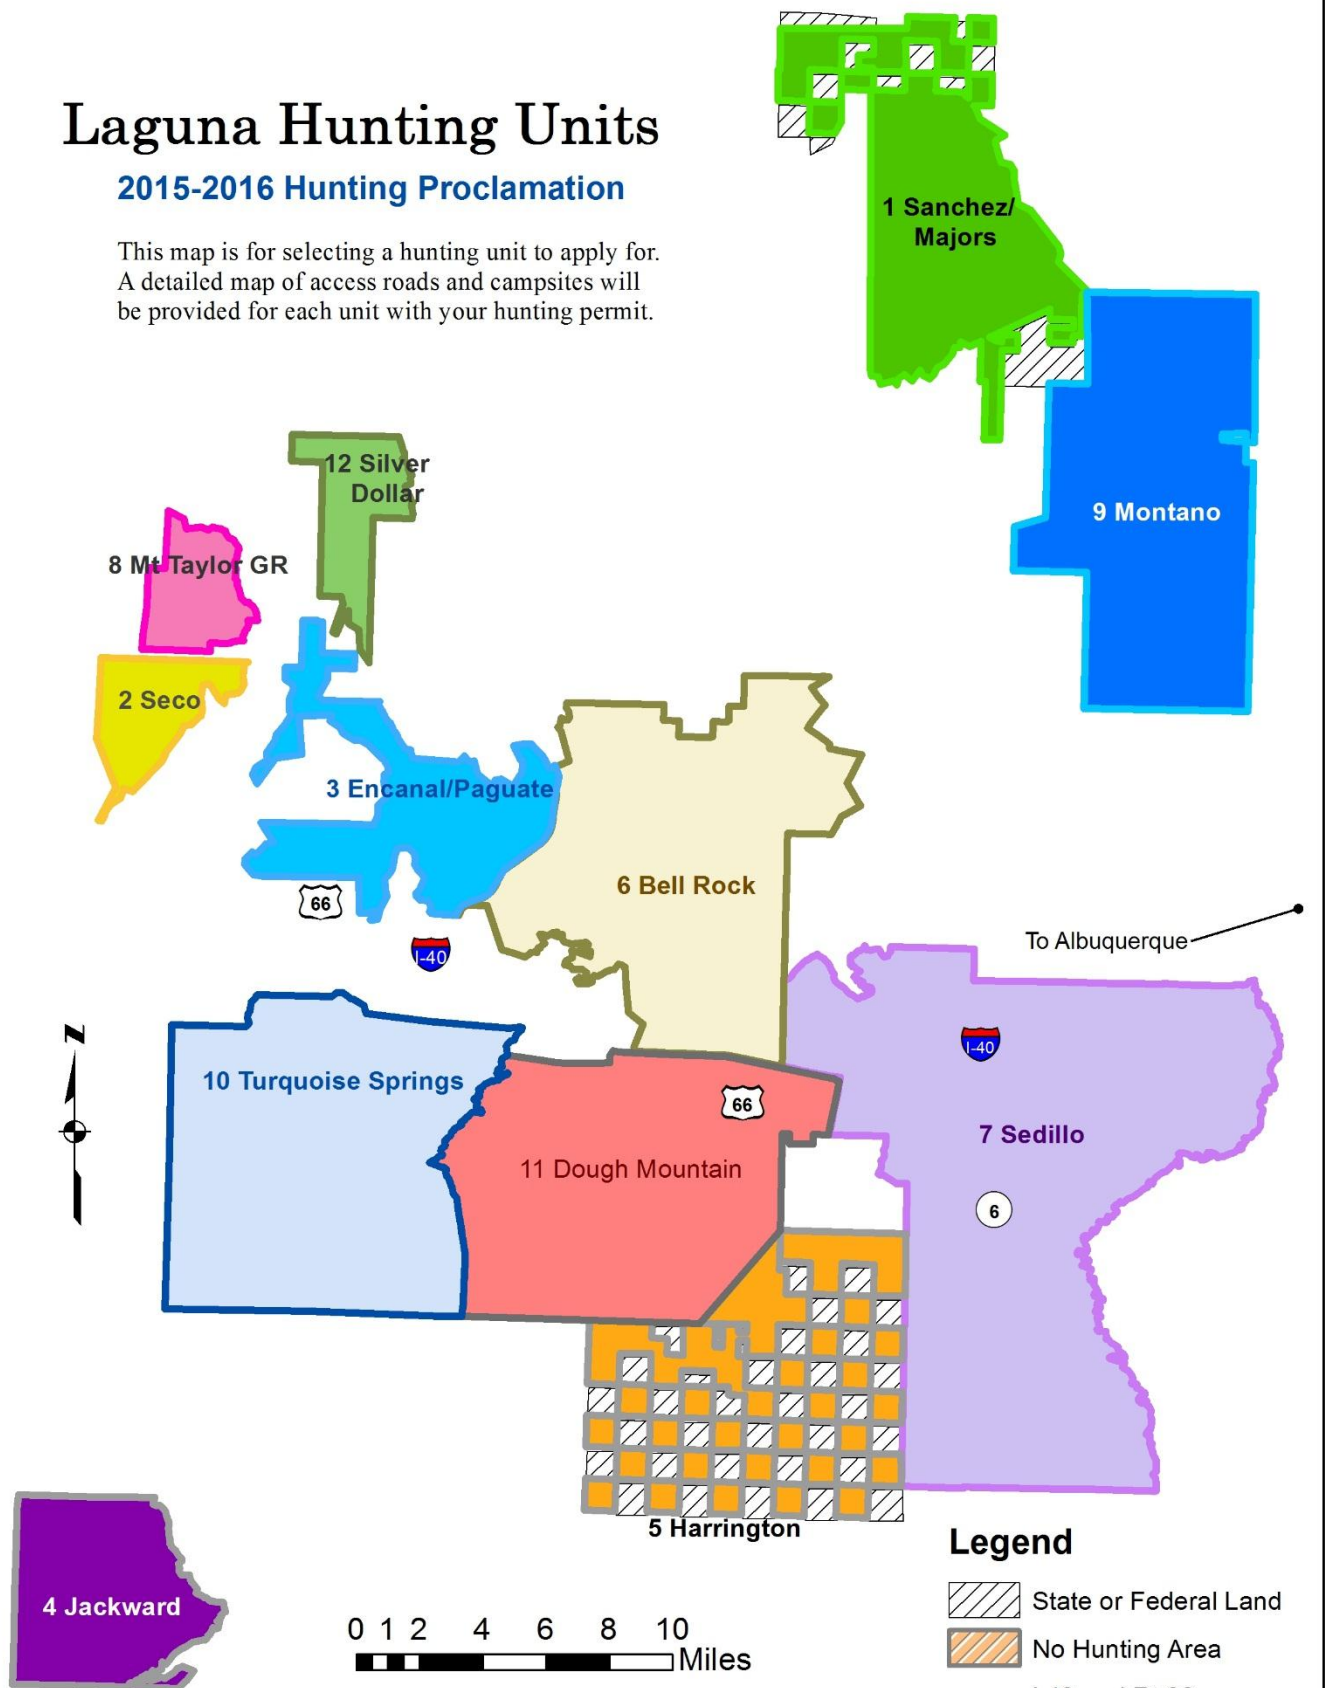 Laguna Hunting Units
2015-2016 Hunting Proclamation
This map is for selecting a hunting unit to apply for.
A detailed map of access roads and campsites will
be provided for each unit with your hunting permit.
1 Sanchez/
Majors
12 Silver
Dollar
9 Montano
8 Mt Taylor GR
2 Seco
3 Encanal/Paguate
6 Bell Rock
66
I-40
To Albuquerque
N
I-40
10 Turquoise Springs
66
7 Sedillo
11 Dough Mountain
6
5 Harrington
Legend
State or Federal Land
No Hunting Area
4 Jackward
0 1 2 4 6 8 10
Miles